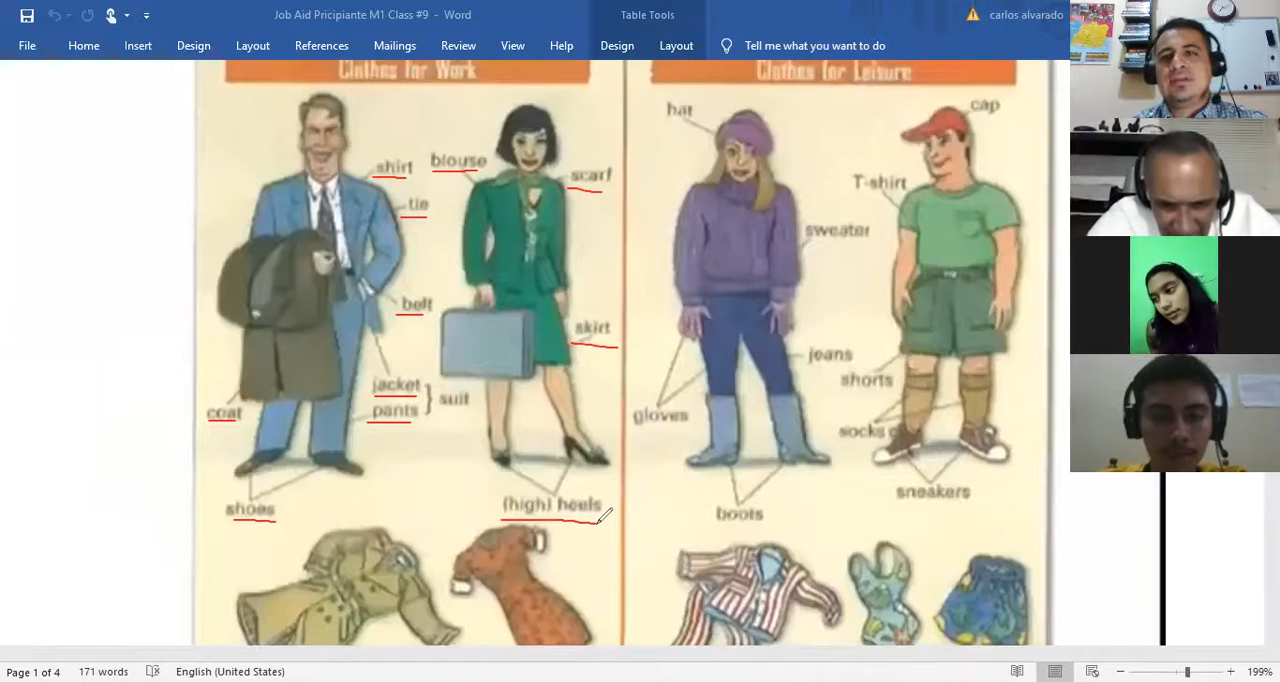 Job Aid Pricipiante M1 Class #9 - Word
Table Tools
carlos alvarado
File Home Insert Design Layout References Mailings Review View Help Design Layout Tell me what you want to do
Clothes for Work
Clothes for Leisure
shirt
blouse
scarf
tie
belt
skirt
jacket
pants
suit
coat
shoes
(high) heels
hat
cap
T-shirt
sweater
jeans
shorts
gloves
socks
sneakers
boots
Page 1 of 4 171 words English (United States) 199%